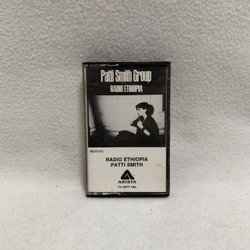 Patti Smith Group
RADIO ETHIOPIA
RADIO ETHIOPIA
PATTI SMITH
ARISTA